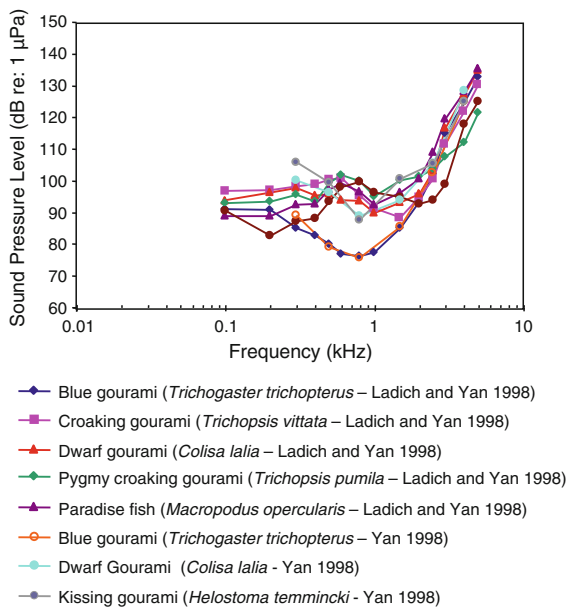 150
140
130
120
110
100
90
80
70
60
Sound Pressure Level (dB re: 1 µPa)
0.01
0.1
1
10
Frequency (kHz)
Blue gourami (Trichogaster trichopterus – Ladich and Yan 1998)
Croaking gourami (Trichopsis vittata – Ladich and Yan 1998)
Dwarf gourami (Colisa lalia – Ladich and Yan 1998)
Pygmy croaking gourami (Trichopsis pumila – Ladich and Yan 1998)
Paradise fish (Macropodus opercularis – Ladich and Yan 1998)
Blue gourami (Trichogaster trichopterus – Yan 1998)
Dwarf Gourami (Colisa lalia - Yan 1998)
Kissing gourami (Helostoma temmincki - Yan 1998)